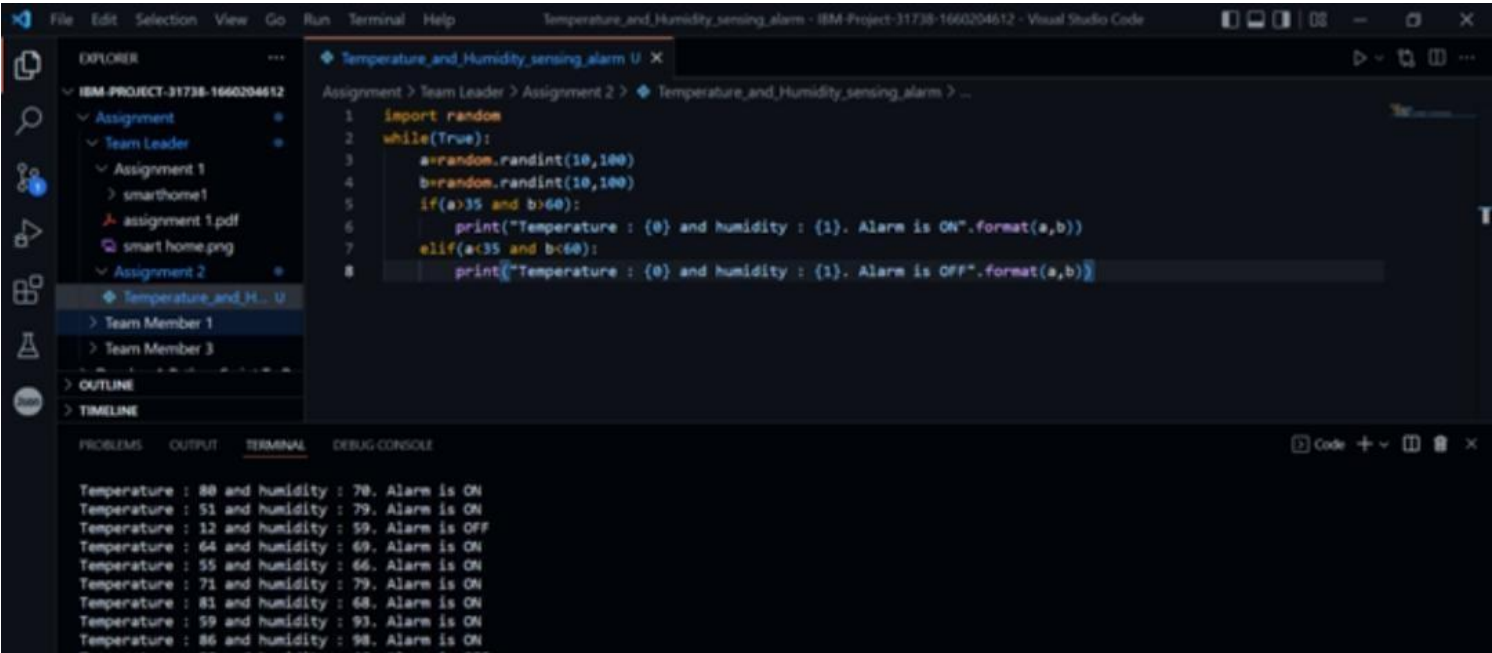 File Edit Selection View Go Run Terminal Help Temperature_and_Humidity_sensing_alarm - IBM-Project-31738-1660204612 - Visual Studio Code
EXPLORER
Temperature_and_Humidity_sensing_alarm U
IBM-PROJECT-31738-1660204612
Assignment
Team Leader
Assignment 1
smarthome1
assignment 1.pdf
smart home.png
Assignment 2
Temperature_and_H... U
Team Member 1
Team Member 3
OUTLINE
TIMELINE
1
Json
Assignment > Team Leader > Assignment 2 > Temperature_and_Humidity_sensing_alarm > ...
1 import random
2 while(True):
3 a=random.randint(10,100)
4 b=random.randint(10,100)
5 if(a>35 and b>60):
6 print("Temperature : {0} and humidity : {1}. Alarm is ON".format(a,b))
7 elif(a<35 and b<60):
8 print("Temperature : {0} and humidity : {1}. Alarm is OFF".format(a,b))
PROBLEMS OUTPUT TERMINAL DEBUG CONSOLE Code
Temperature : 80 and humidity : 70. Alarm is ON
Temperature : 51 and humidity : 79. Alarm is ON
Temperature : 12 and humidity : 59. Alarm is OFF
Temperature : 64 and humidity : 69. Alarm is ON
Temperature : 55 and humidity : 66. Alarm is ON
Temperature : 71 and humidity : 79. Alarm is ON
Temperature : 81 and humidity : 68. Alarm is ON
Temperature : 59 and humidity : 93. Alarm is ON
Temperature : 86 and humidity : 98. Alarm is ON